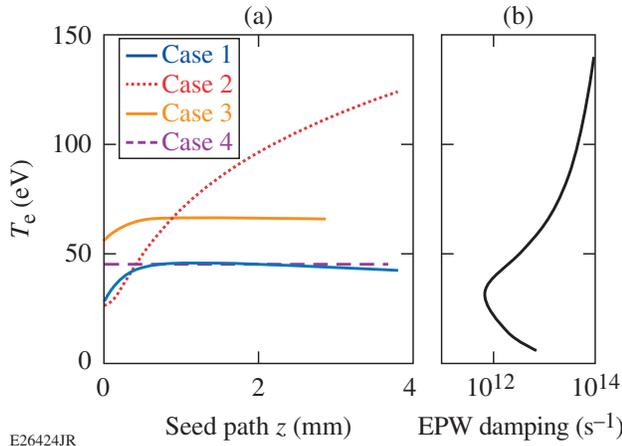 (a) (b)
150
100
50
0
T_e (eV)
Case 1
Case 2
Case 3
Case 4
0 2 4
10^12 10^14
Seed path z (mm)
EPW damping (s^–1)
E26424JR